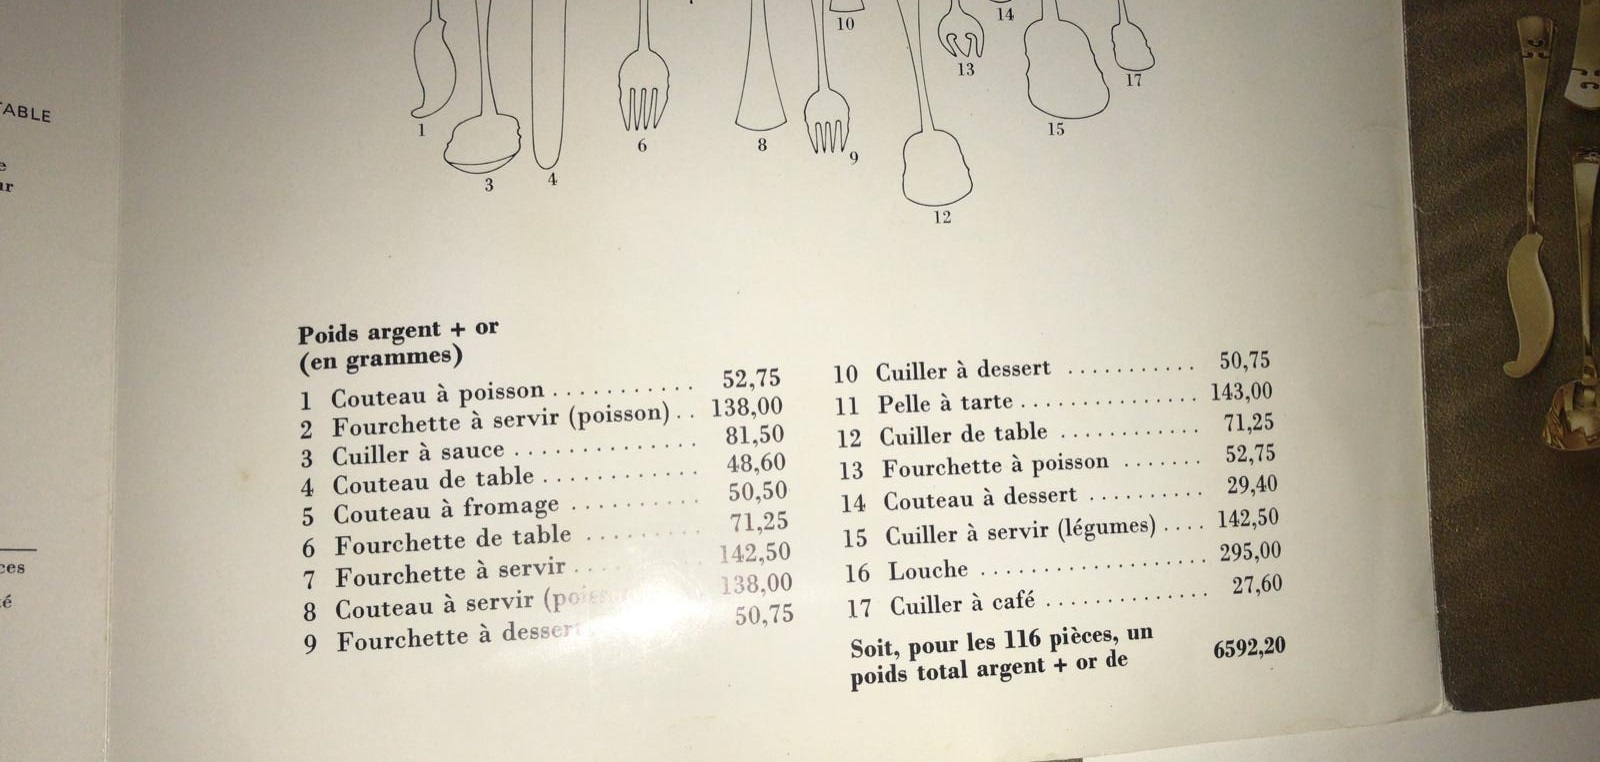 TABLE
1
3
4
6
8
9
10
12
13
14
15
17
Poids argent + or
(en grammes)
1 Couteau à poisson .......... 52,75
2 Fourchette à servir (poisson) .. 138,00
3 Cuiller à sauce ............. 81,50
4 Couteau de table ........... 48,60
5 Couteau à fromage ......... 50,50
6 Fourchette de table ........ 71,25
7 Fourchette à servir .... 142,50
8 Couteau à servir 138,00
9 Fourchette à dessert 50,75
10 Cuiller à dessert ........... 50,75
11 Pelle à tarte ............... 143,00
12 Cuiller de table ............ 71,25
13 Fourchette à poisson ....... 52,75
14 Couteau à dessert .......... 29,40
15 Cuiller à servir (légumes) .... 142,50
16 Louche ................... 295,00
17 Cuiller à café .............. 27,60
Soit, pour les 116 pièces, un
poids total argent + or de 6592,20